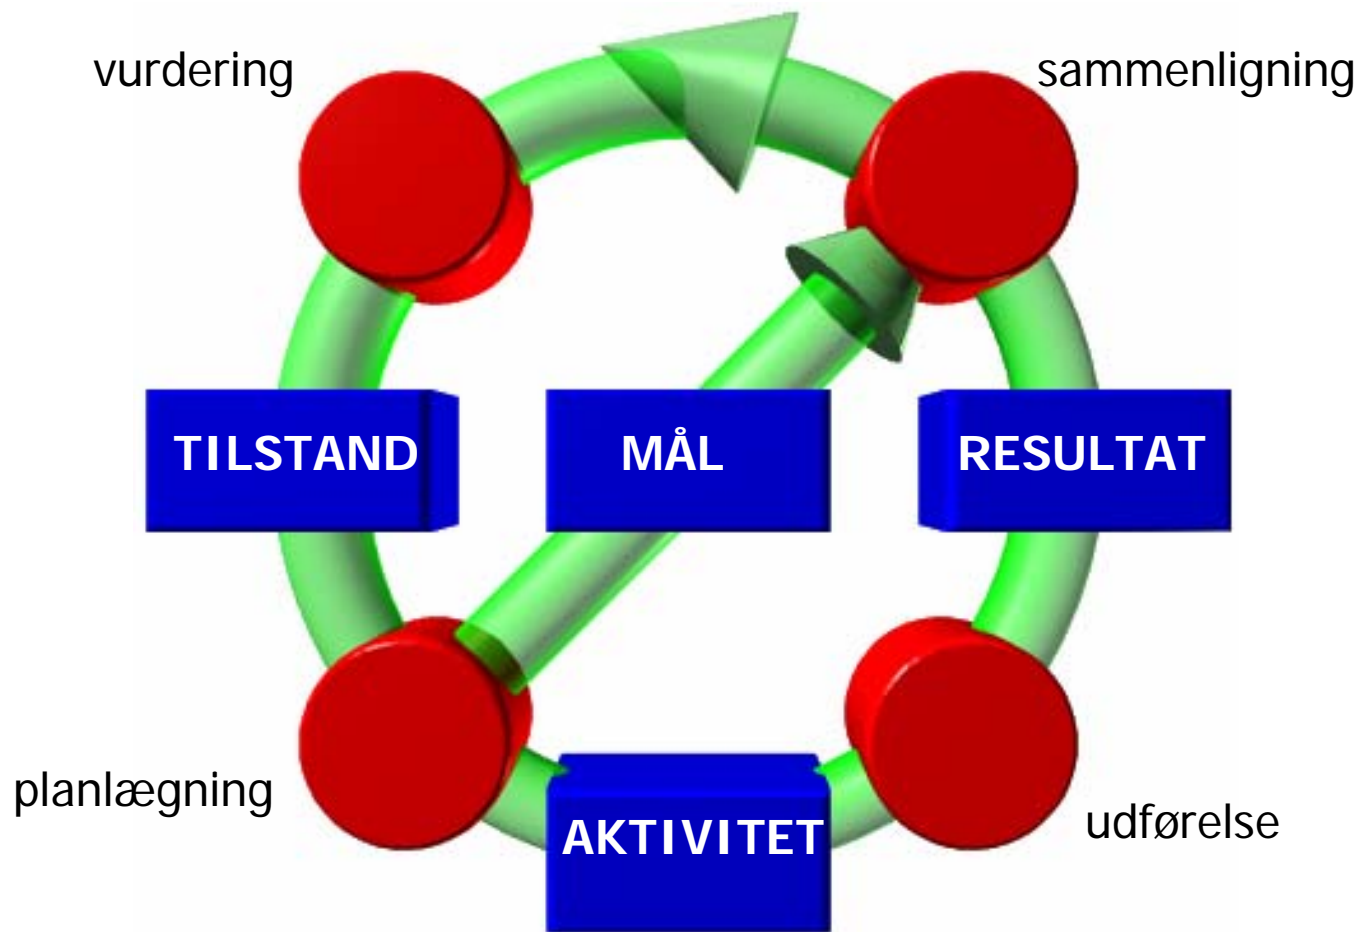 vurdering
sammenligning
TILSTAND
MÅL
RESULTAT
planlægning
AKTIVITET
udførelse